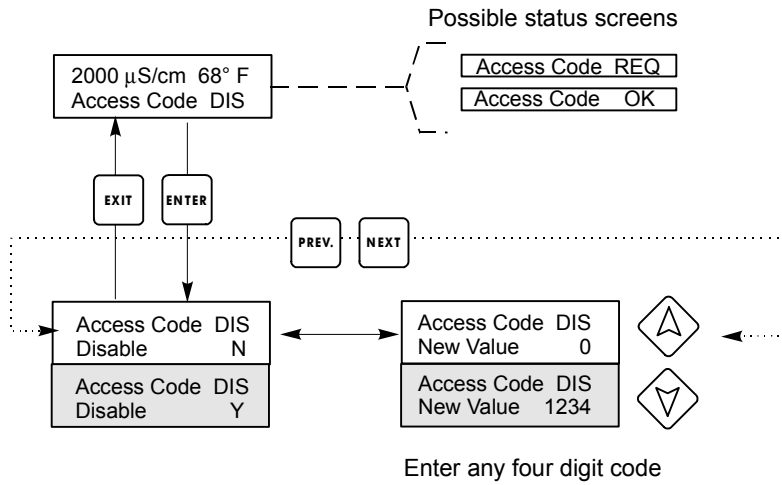 Possible status screens
2000 µS/cm 68° F
Access Code DIS
Access Code REQ
Access Code OK
EXIT
ENTER
PREV.
NEXT
Access Code DIS
Disable N
Access Code DIS
Disable Y
Access Code DIS
New Value 0
Access Code DIS
New Value 1234
Enter any four digit code